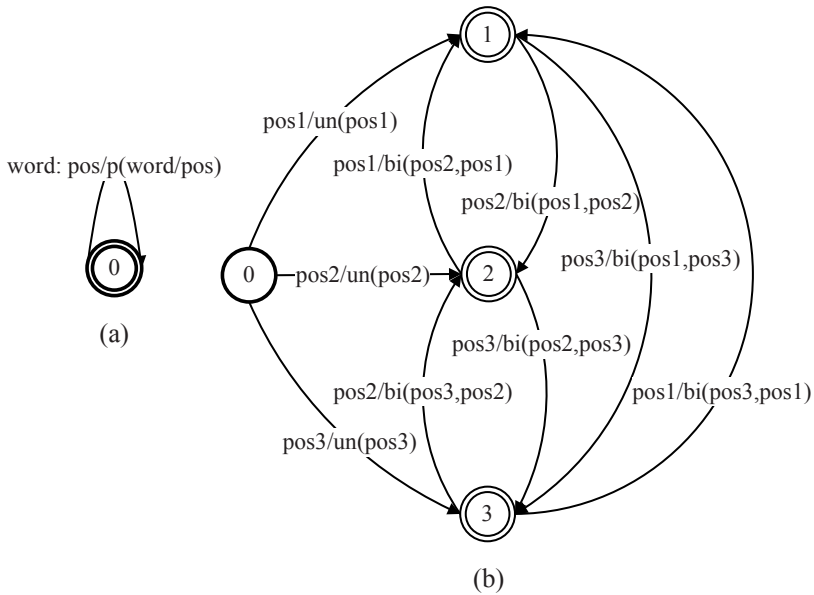 1
pos1/un(pos1)
word: pos/p(word/pos)
pos1/bi(pos2,pos1)
pos2/bi(pos1,pos2)
pos3/bi(pos1,pos3)
0
0
pos2/un(pos2)
2
(a)
pos3/bi(pos2,pos3)
pos2/bi(pos3,pos2)
pos1/bi(pos3,pos1)
pos3/un(pos3)
3
(b)